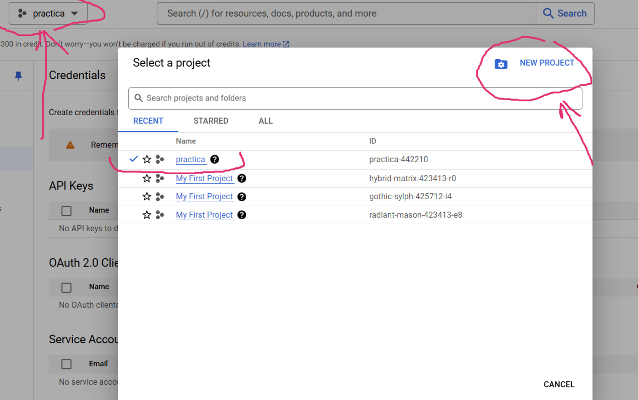 practica
Search (/) for resources, docs, products, and more
Search
300 in credit. Don't worry—you won't be charged if you run out of credits. Learn more
Credentials
Create credentials t
Remem
API Keys
Name
No API keys to d
OAuth 2.0 Clie
Name
No OAuth clients
Service Accou
Email
No service acco
Select a project
NEW PROJECT
Search projects and folders
RECENT STARRED ALL
Name ID
practica practica-442210
My First Project hybrid-matrix-423413-r0
My First Project gothic-sylph-425712-i4
My First Project radiant-mason-423413-e8
CANCEL